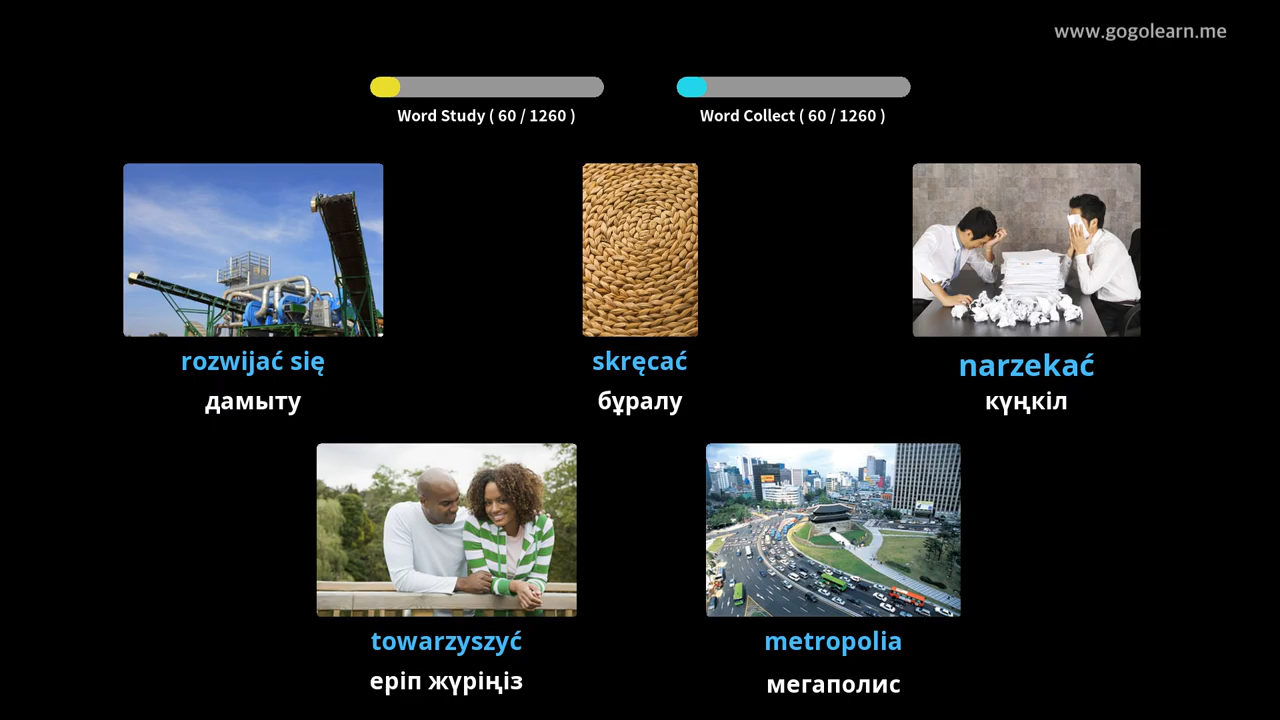 www.gogolearn.me
Word Study ( 60 / 1260 )
Word Collect ( 60 / 1260 )
rozwijać się
дамыту
skręcać
бұралу
narzekać
күңкіл
towarzyszyć
еріп жүріңіз
metropolia
мегаполис